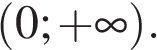 (0; +∞).